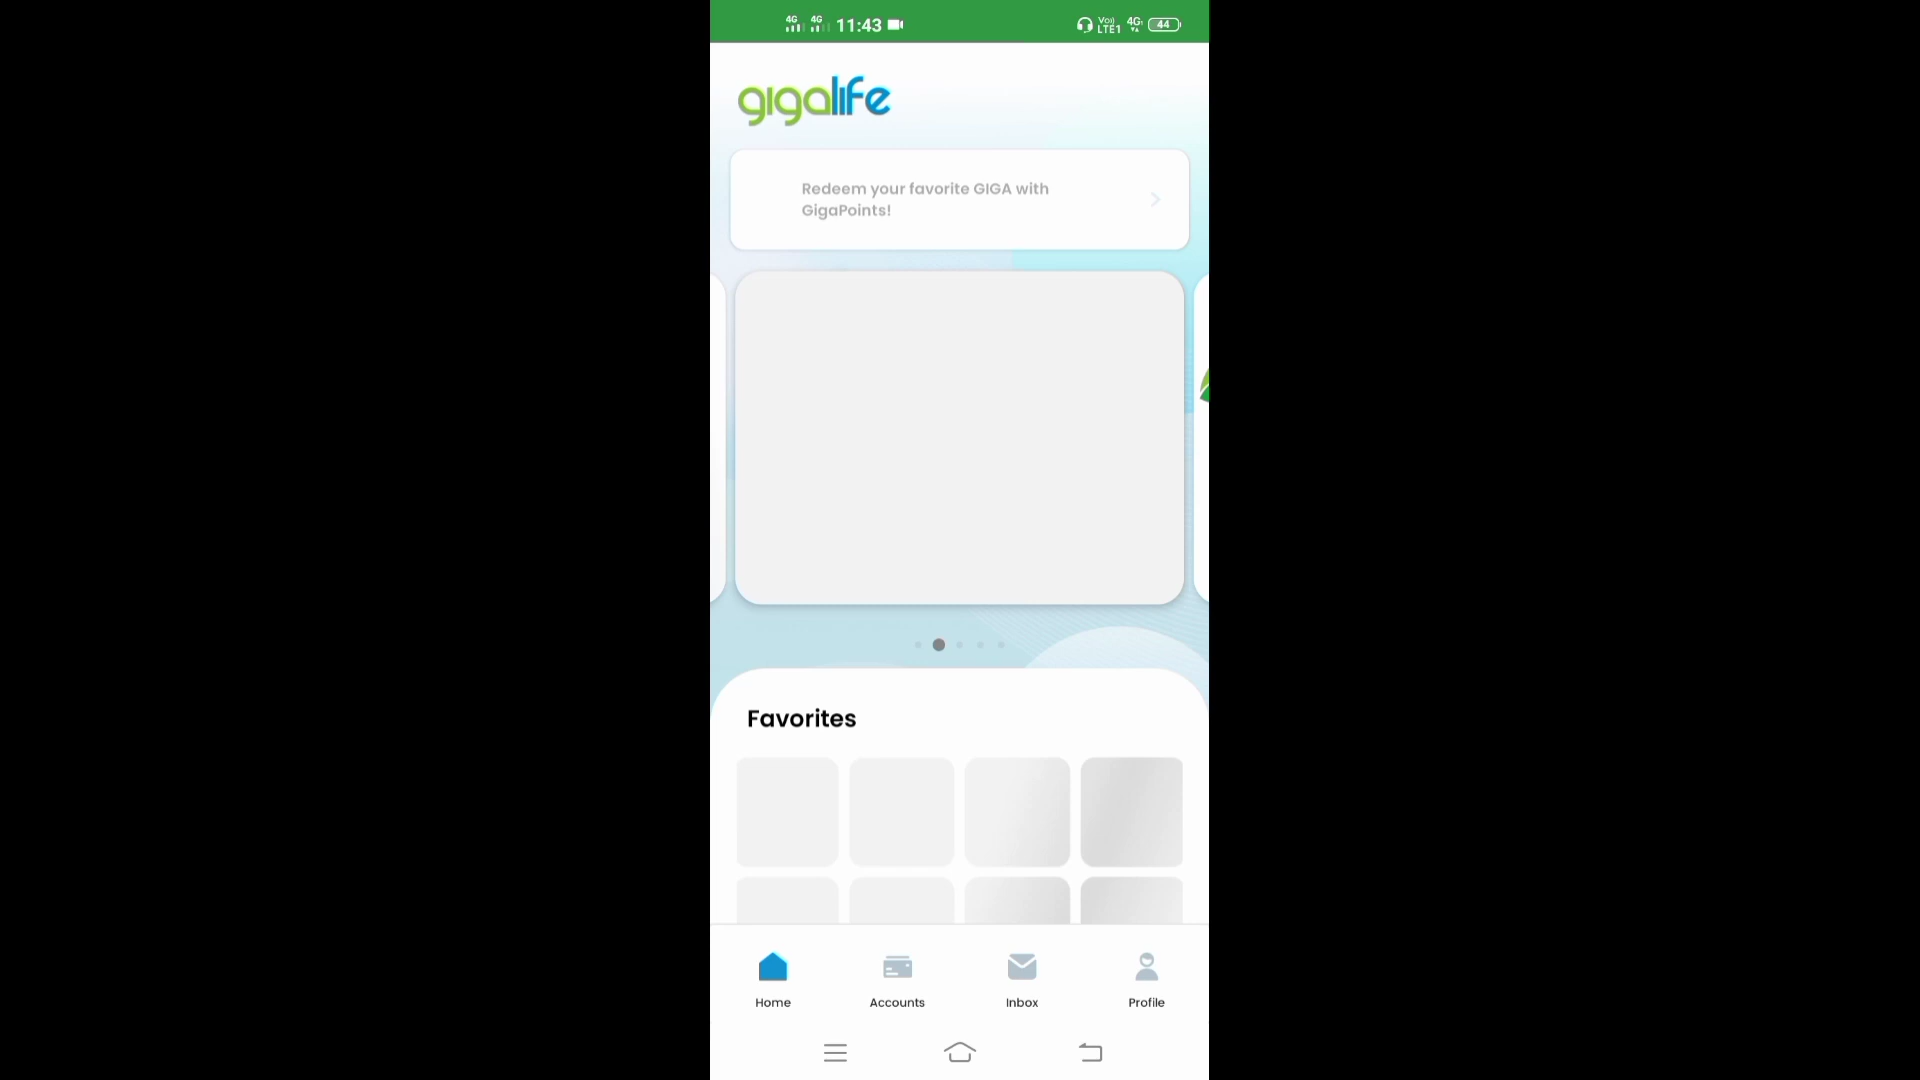 4G 4G 11:43 Vo) LTE1 4G 44
gigalife
Redeem your favorite GIGA with
GigaPoints!
Favorites
Home Accounts Inbox Profile